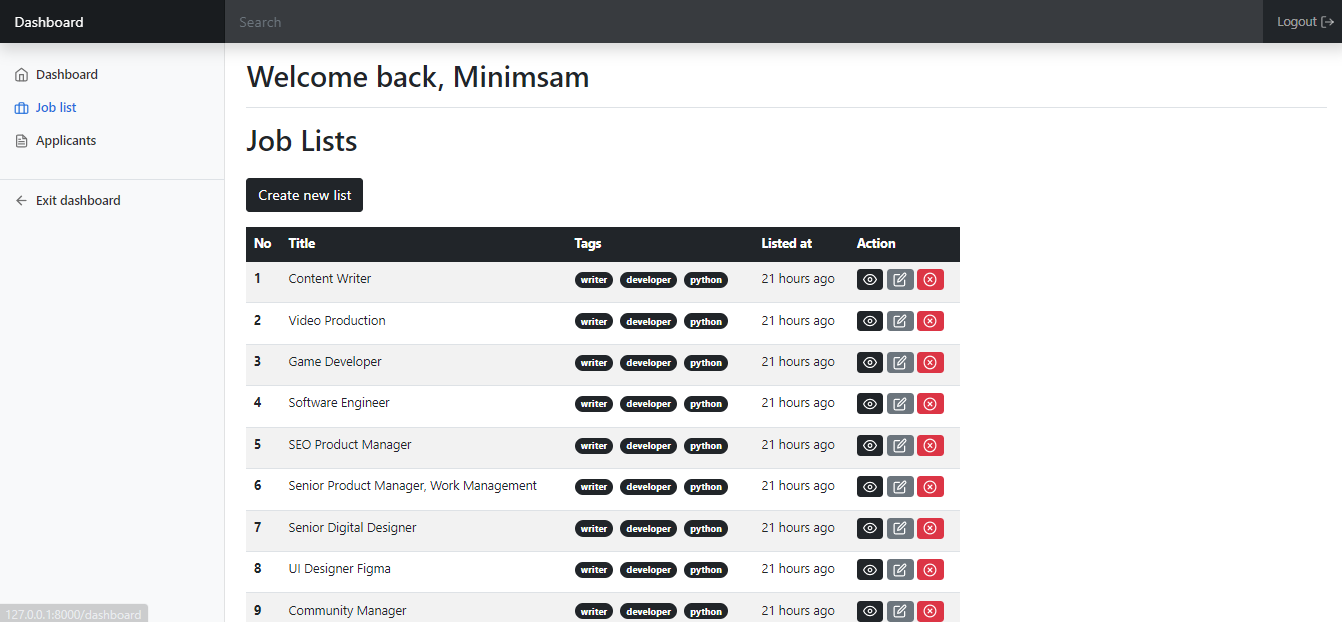 Dashboard Search Logout
Dashboard
Job list
Applicants
Exit dashboard
Welcome back, Minimsam
Job Lists
Create new list
No Title Tags Listed at Action
1 Content Writer writer developer python 21 hours ago
2 Video Production writer developer python 21 hours ago
3 Game Developer writer developer python 21 hours ago
4 Software Engineer writer developer python 21 hours ago
5 SEO Product Manager writer developer python 21 hours ago
6 Senior Product Manager, Work Management writer developer python 21 hours ago
7 Senior Digital Designer writer developer python 21 hours ago
8 UI Designer Figma writer developer python 21 hours ago
9 Community Manager writer developer python 21 hours ago
127.0.0.1:8000/dashboard